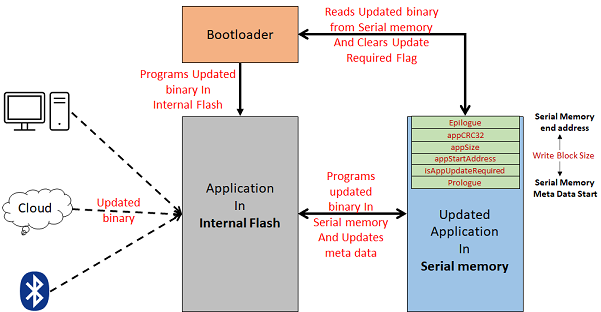 Bootloader
Reads Updated binary
from Serial memory
And Clears Update
Required Flag
Programs Updated
binary In
Internal Flash
Cloud
Updated
binary
Application
In
Internal Flash
Programs
updated
binary In
Serial memory
And Updates
meta data
Epilogue
appCRC32
appSize
appStartAddress
isAppUpdateRequired
Prologue
Updated
Application
In
Serial memory
Serial Memory
end address
Write Block Size
Serial Memory
Meta Data Start